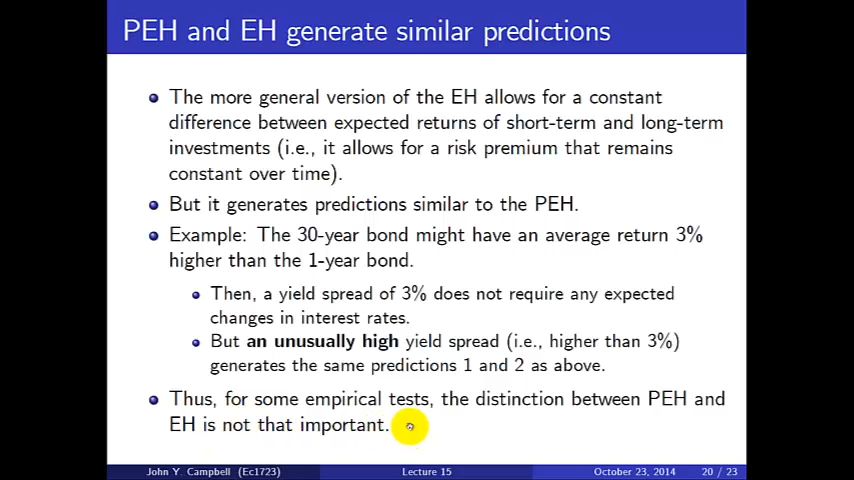 PEH and EH generate similar predictions
The more general version of the EH allows for a constant
difference between expected returns of short-term and long-term
investments (i.e., it allows for a risk premium that remains
constant over time).
But it generates predictions similar to the PEH.
Example: The 30-year bond might have an average return 3%
higher than the 1-year bond.
Then, a yield spread of 3% does not require any expected
changes in interest rates.
But an unusually high yield spread (i.e., higher than 3%)
generates the same predictions 1 and 2 as above.
Thus, for some empirical tests, the distinction between PEH and
EH is not that important.
John Y. Campbell (Ec1723) Lecture 15 October 23, 2014 20 / 23